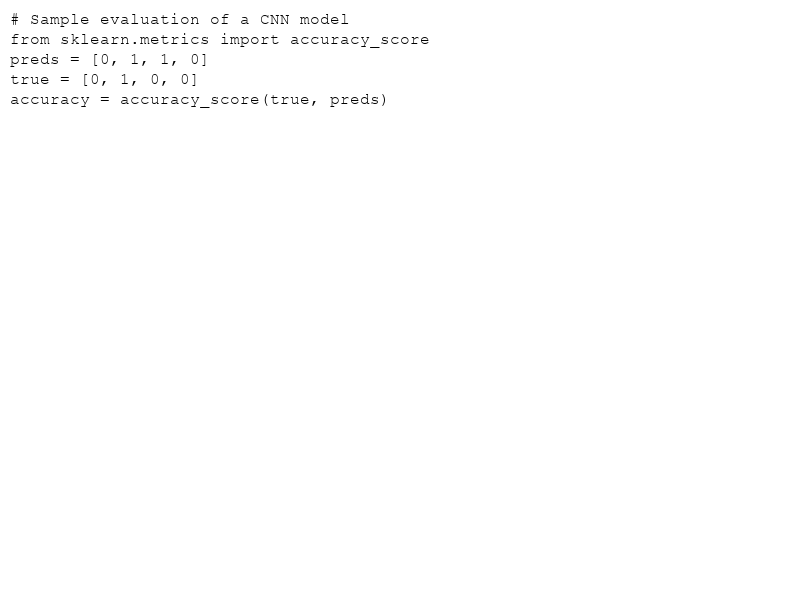 # Sample evaluation of a CNN model
from sklearn.metrics import accuracy_score
preds = [0, 1, 1, 0]
true = [0, 1, 0, 0]
accuracy = accuracy_score(true, preds)